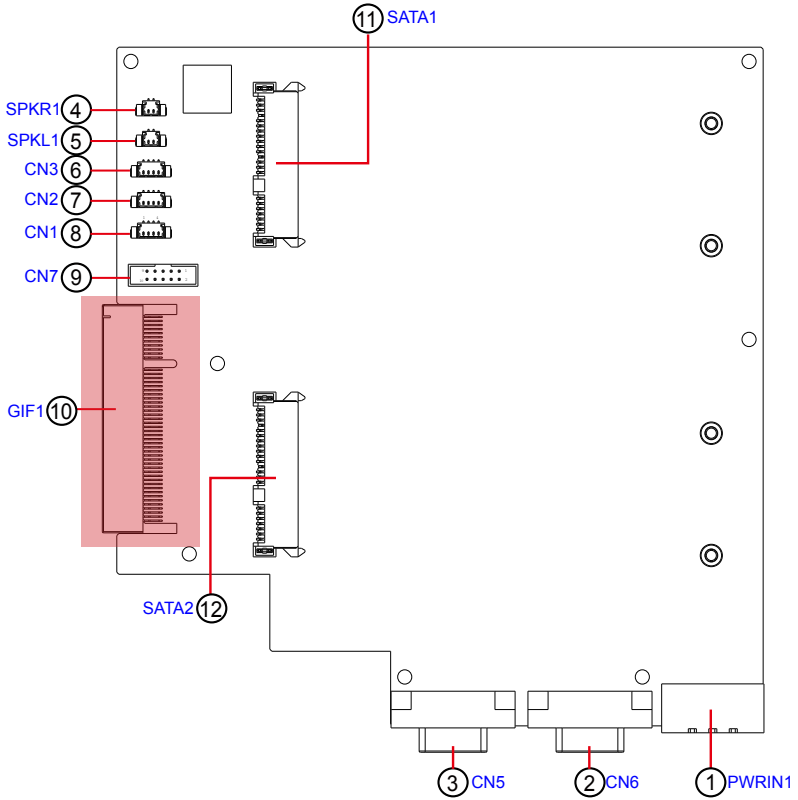 11 SATA1
SPKR1 4
SPKL1 5
CN3 6
CN2 7
CN1 8
CN7 9
GIF1 10
SATA2 12
3 CN5
2 CN6
1 PWRIN1